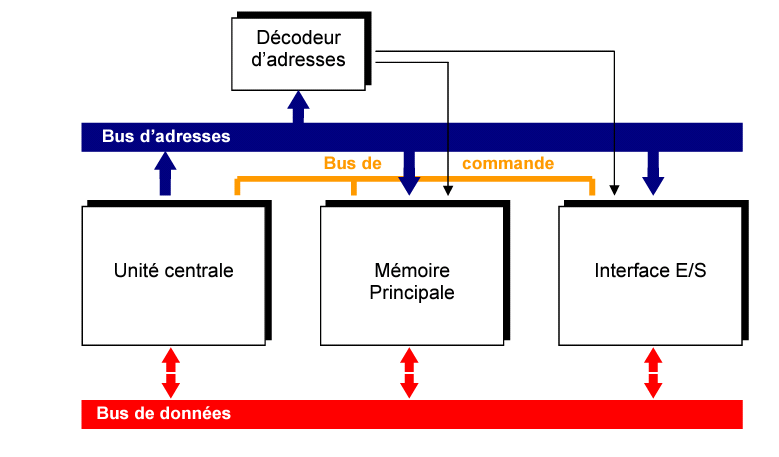 Décodeur
d'adresses
Bus d'adresses
Bus de commande
Unité centrale
Mémoire
Principale
Interface E/S
Bus de données